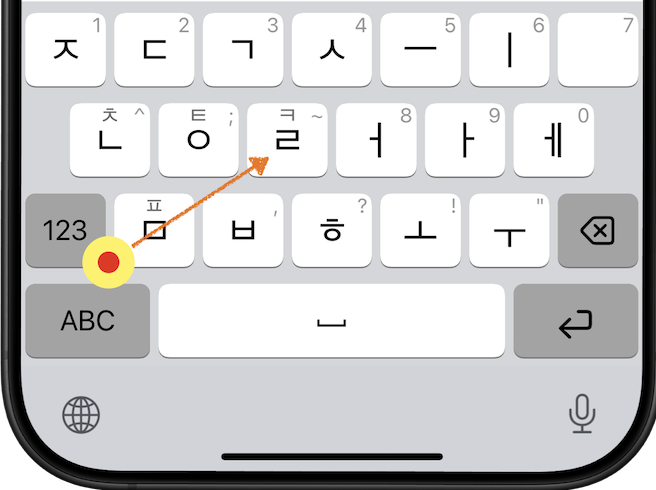 ㅈ 1 ㄷ 2 ㄱ 3 ㅅ 4 ㅡ 5 ㅣ 6 7
ㅊ ^ ㄴ ㅌ ; ㅇ ㅋ ~ ㄹ ㅓ 8 ㅏ 9 ㅔ 0
123 ㅍ ㅁ ㅂ , ㅎ ? ㅗ ! ㅜ "
ABC